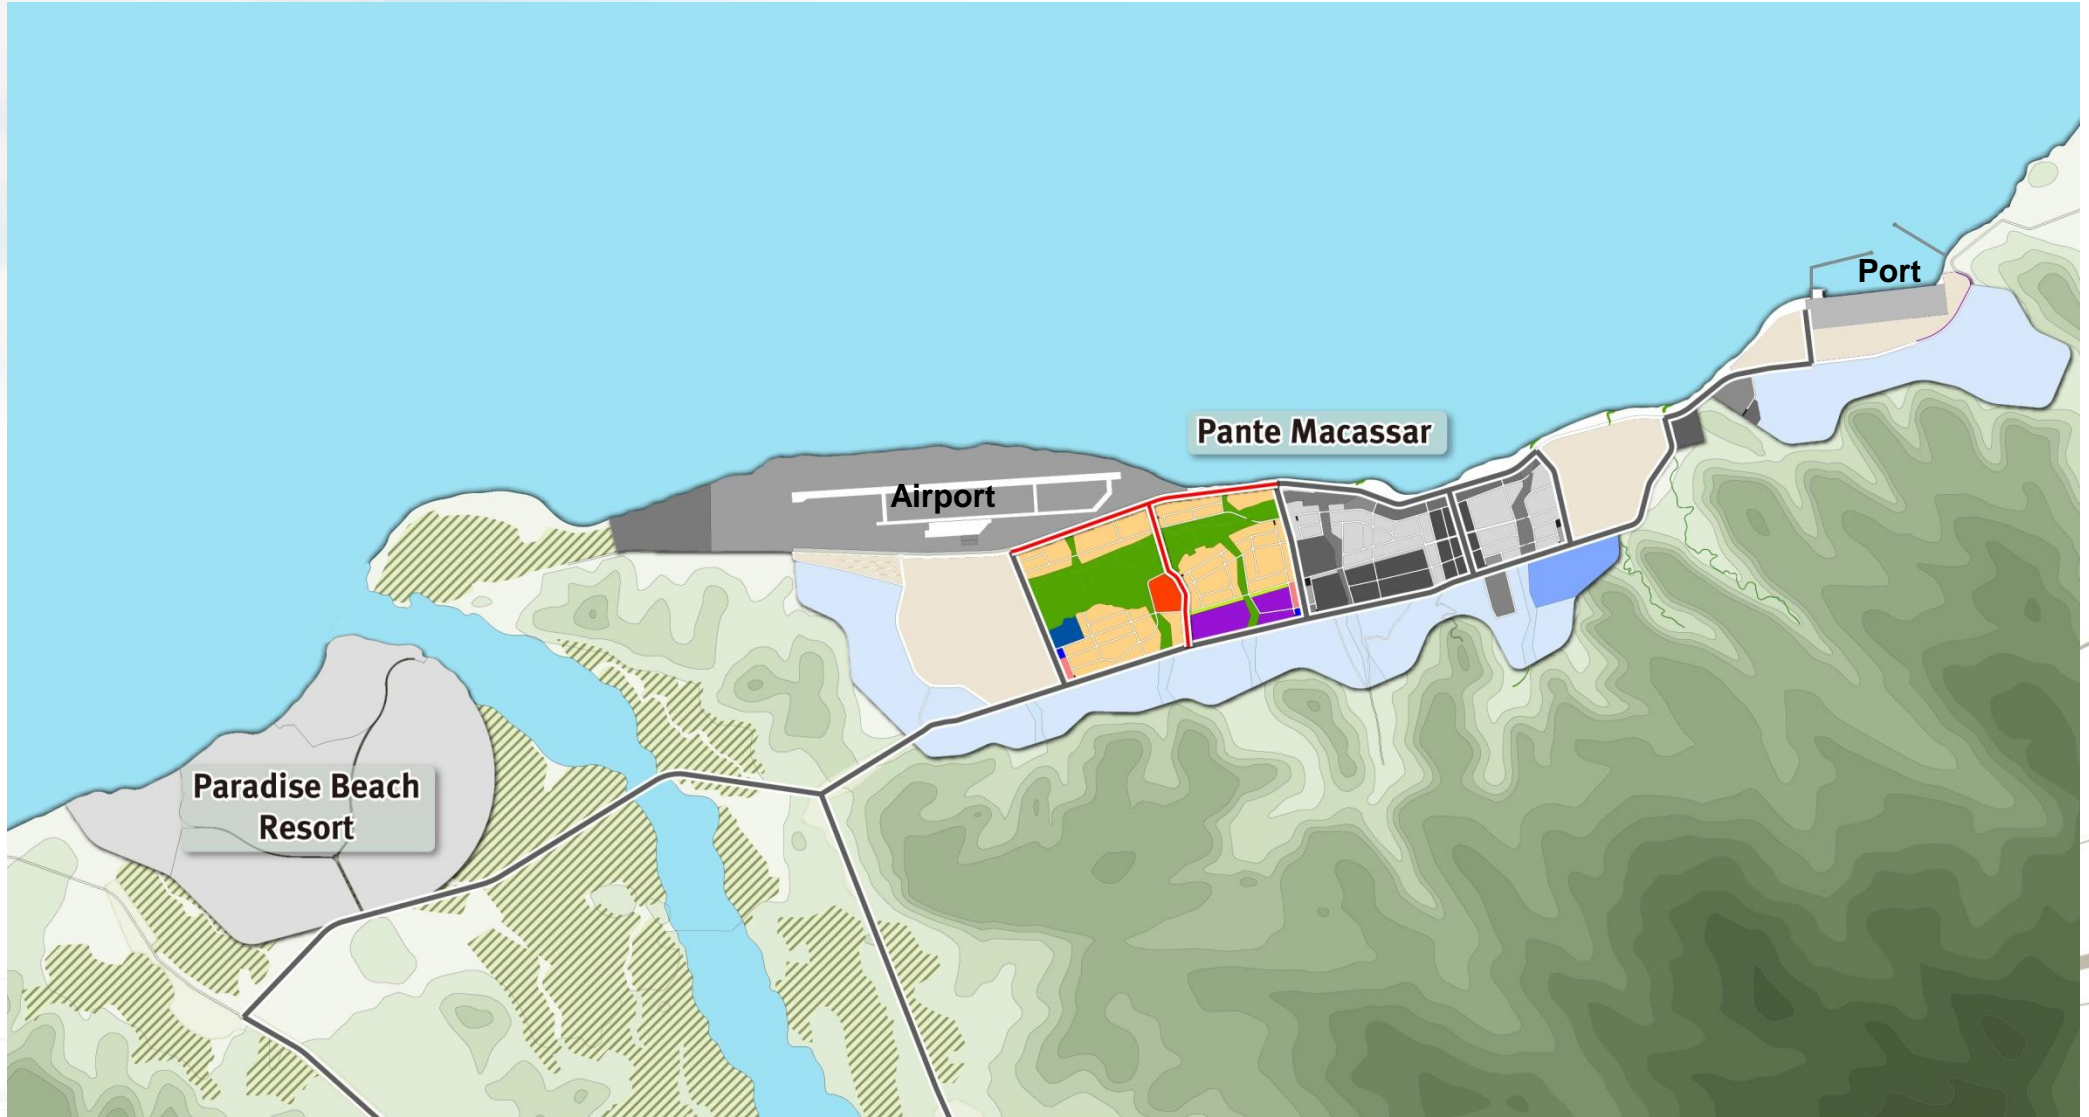 Port
Pante Macassar
Airport
Paradise Beach
Resort